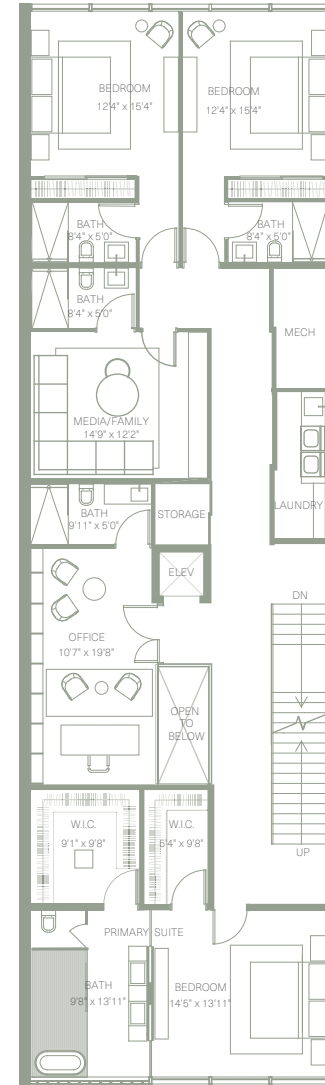 BEDROOM
12'4" x 15'4"
BEDROOM
12'4" x 15'4"
BATH
8'4" x 5'0"
BATH
8'4" x 5'0"
BATH
8'4" x 5'0"
MECH
MEDIA/FAMILY
14'9" x 12'2"
LAUNDRY
BATH
9'11" x 5'0"
STORAGE
ELEV
DN
OFFICE
10'7" x 19'8"
OPEN
TO
BELOW
W.I.C.
9'1" x 9'8"
W.I.C.
5'4" x 9'8"
UP
PRIMARY SUITE
BATH
9'8" x 13'11"
BEDROOM
14'5" x 13'11"